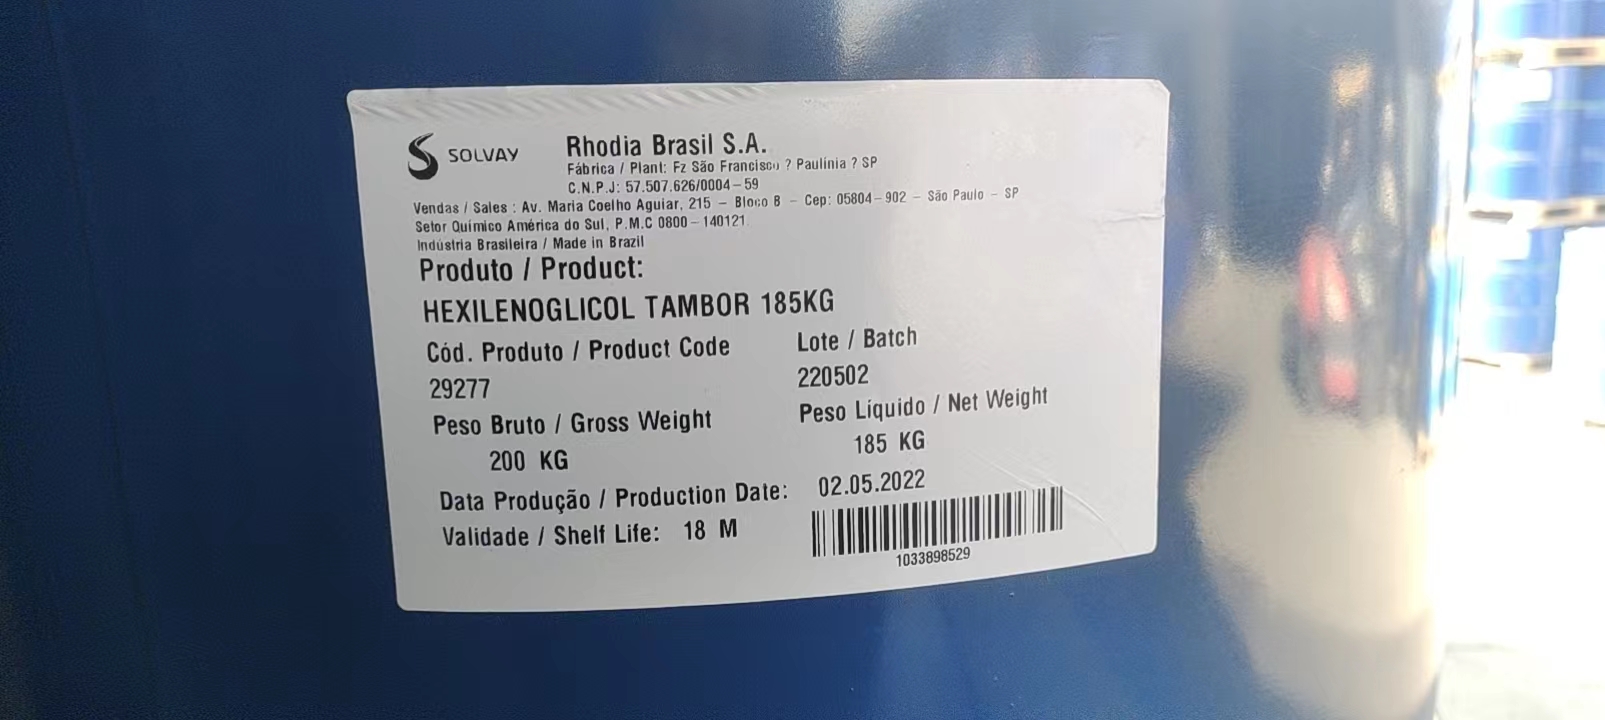 SOLVAY
Rhodia Brasil S.A.
Fábrica / Plant: Fz São Francisco ? Paulínia ? SP
C.N.P.J: 57.507.626/0004-59
Vendas / Sales : Av. Maria Coelho Aguiar, 215 - Bloco B - Cep: 05804-902 - São Paulo - SP
Setor Químico América do Sul, P.M.C 0800-140121
Indústria Brasileira / Made in Brazil
Produto / Product:
HEXILENOGLICOL TAMBOR 185KG
Cód. Produto / Product Code
29277
Lote / Batch
220502
Peso Bruto / Gross Weight
200 KG
Peso Líquido / Net Weight
185 KG
Data Produção / Production Date: 02.05.2022
Validade / Shelf Life: 18 M
1033898529